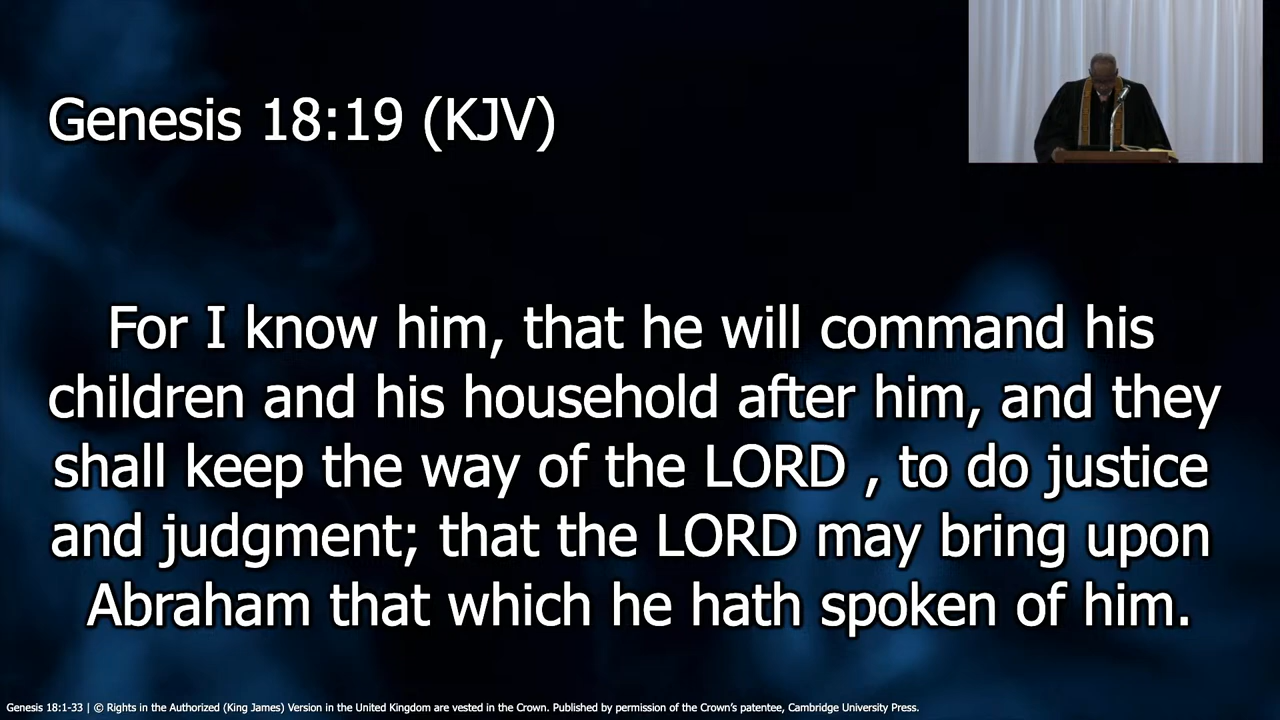 Genesis 18:19 (KJV)
For I know him, that he will command his
children and his household after him, and they
shall keep the way of the LORD , to do justice
and judgment; that the LORD may bring upon
Abraham that which he hath spoken of him.
Genesis 18:1-33 | © Rights in the Authorized (King James) Version in the United Kingdom are vested in the Crown. Published by permission of the Crown’s patentee, Cambridge University Press.